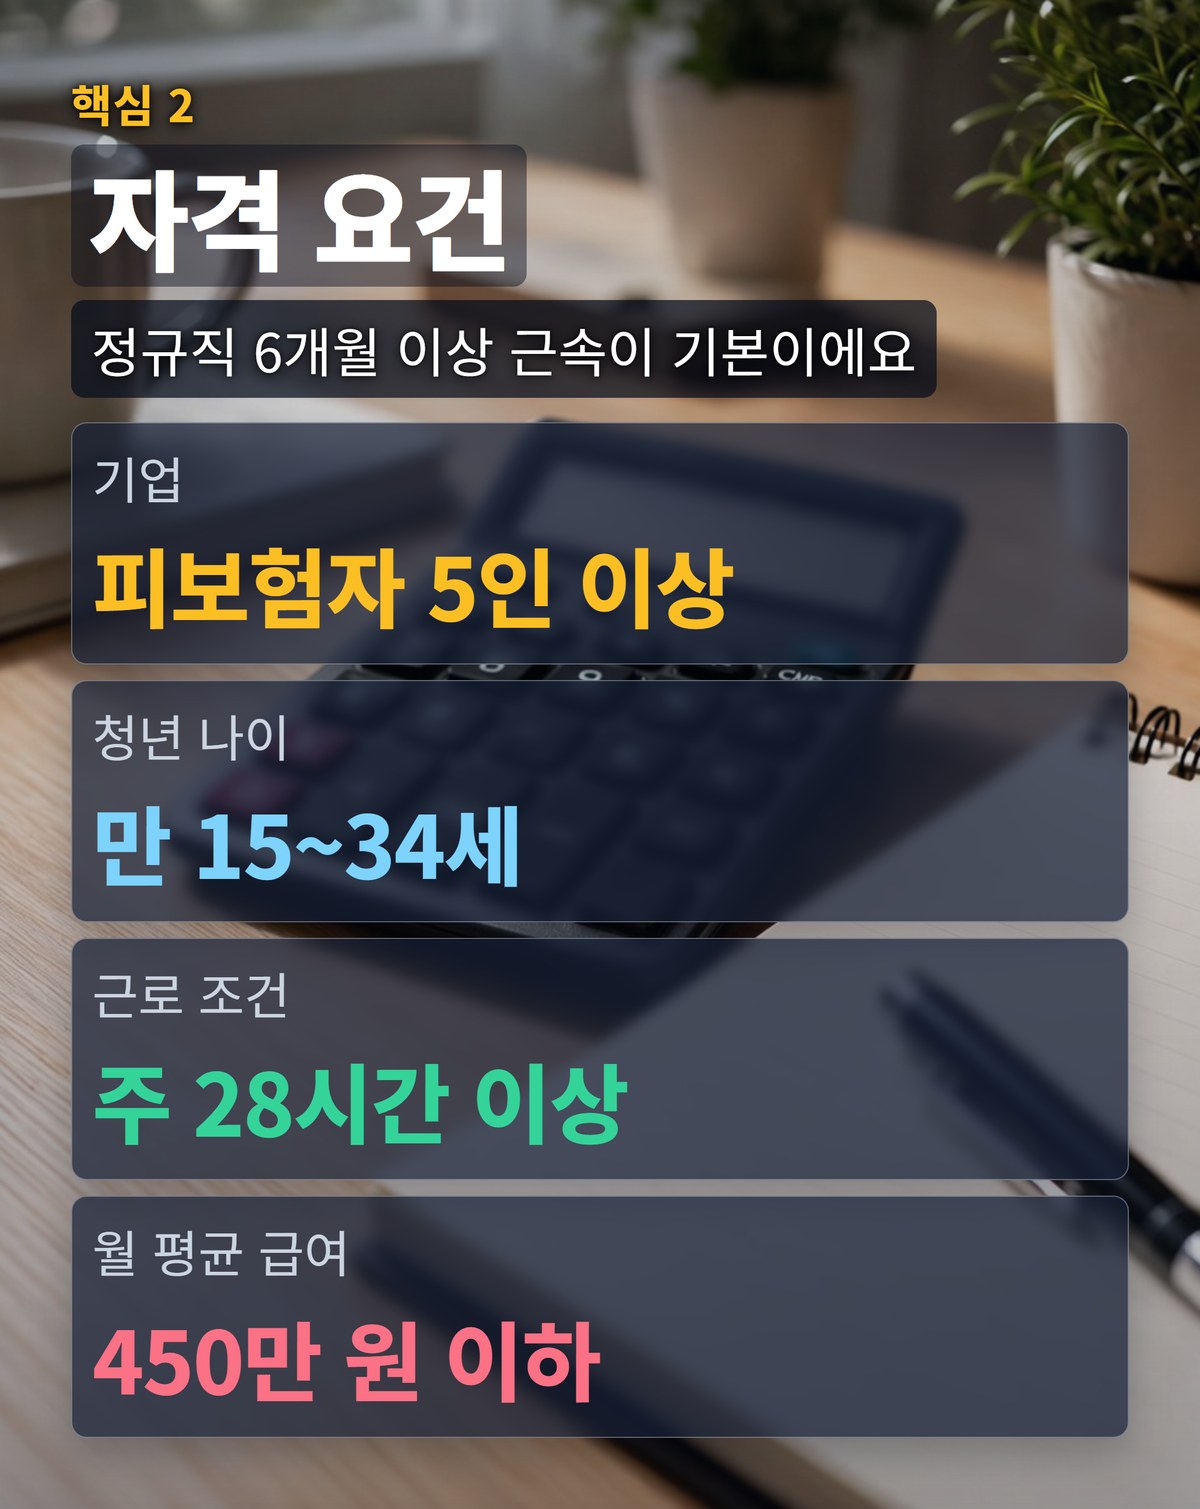 핵심 2
자격 요건
정규직 6개월 이상 근속이 기본이에요
기업
피보험자 5인 이상
청년 나이
만 15~34세
근로 조건
주 28시간 이상
월 평균 급여
450만 원 이하